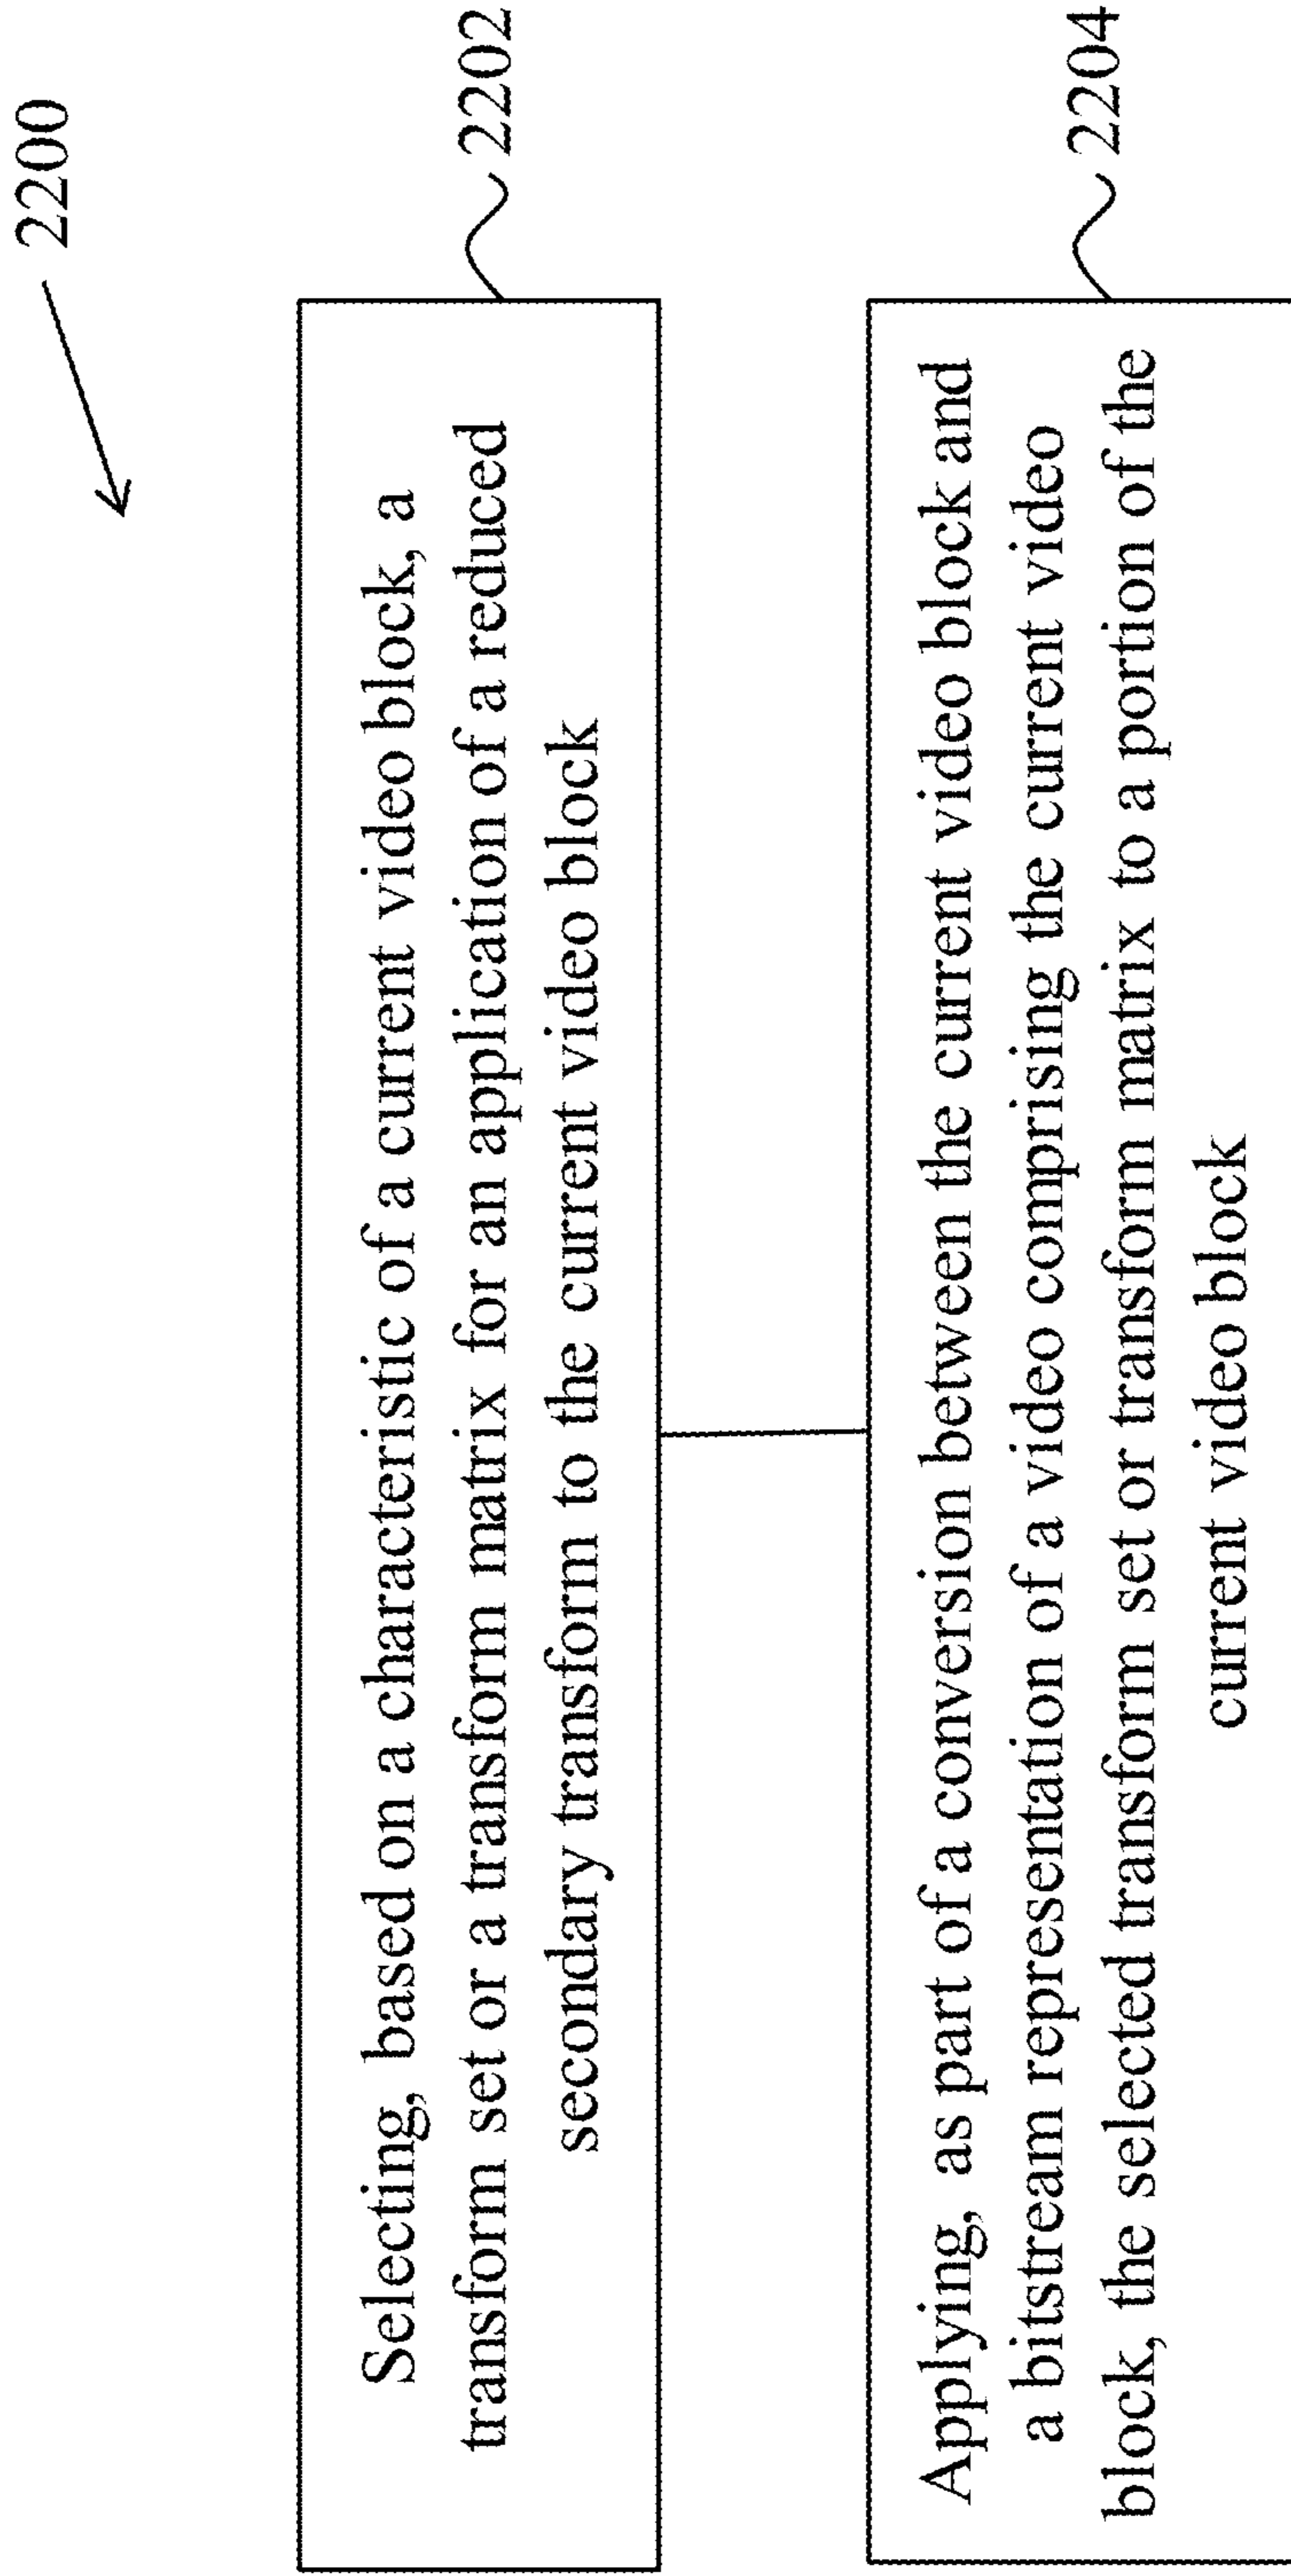 2200
Selecting, based on a characteristic of a current video block, a
transform set or a transform matrix for an application of a reduced
secondary transform to the current video block
2202
Applying, as part of a conversion between the current video block and
a bitstream representation of a video comprising the current video
block, the selected transform set or transform matrix to a portion of the
current video block
2204